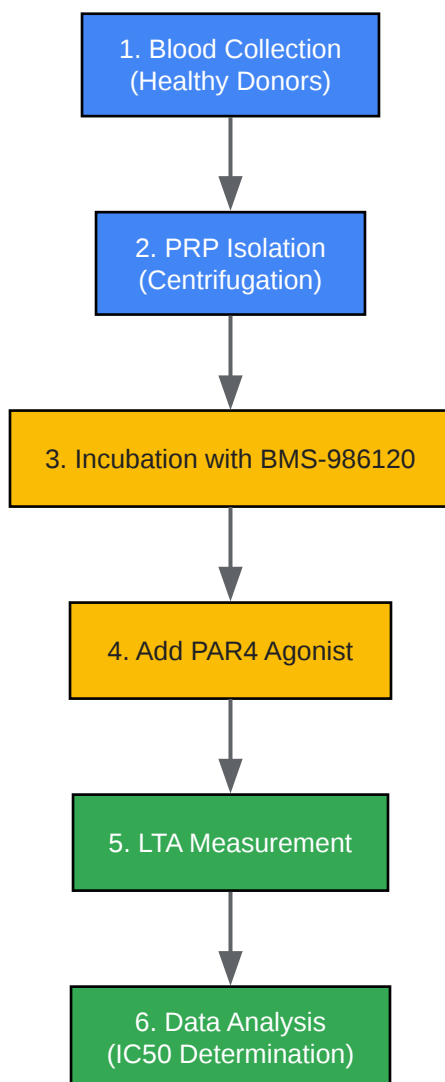 1. Blood Collection
(Healthy Donors)
2. PRP Isolation
(Centrifugation)
3. Incubation with BMS-986120
4. Add PAR4 Agonist
5. LTA Measurement
6. Data Analysis
(IC50 Determination)